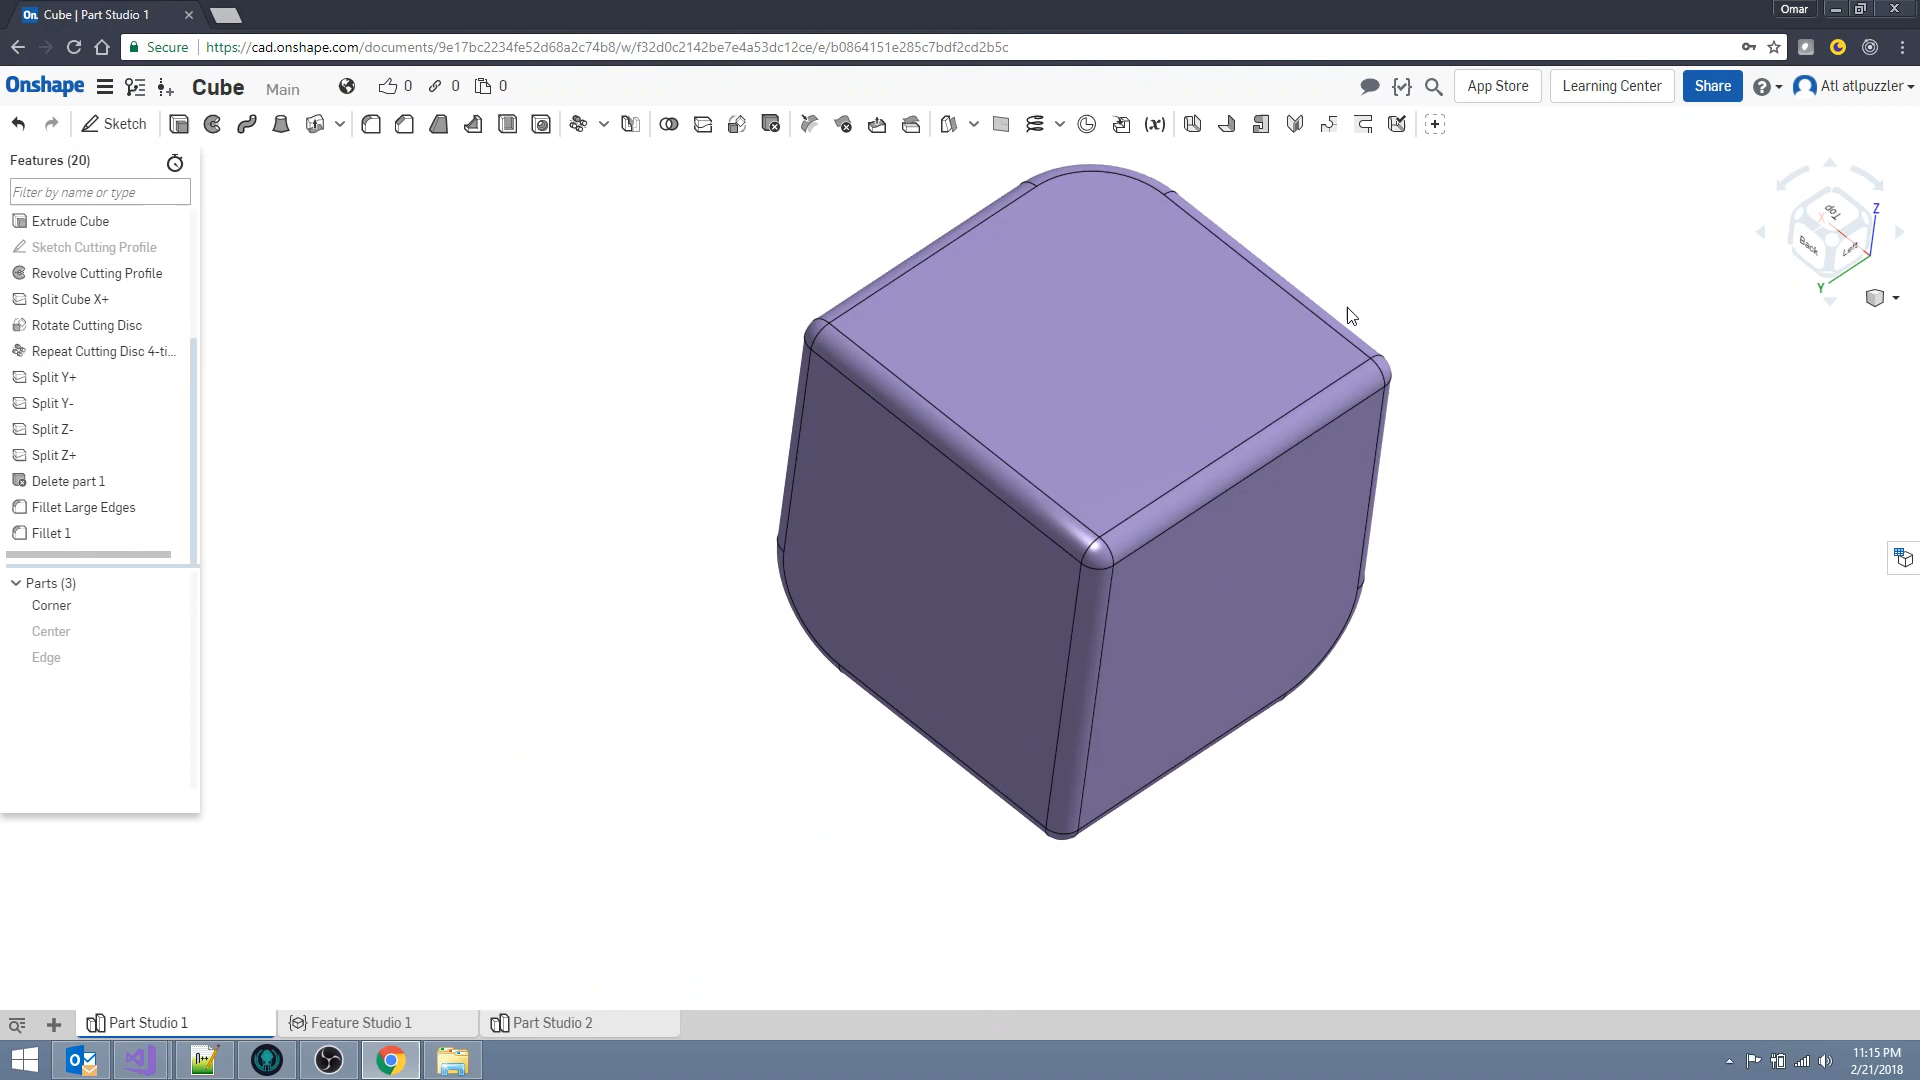 On Cube | Part Studio 1
Omar
Secure https://cad.onshape.com/documents/9e17bc2234fe52d68a2c74b8/w/f32d0c2142be7e4a53dc12ce/e/b0864151e285c7bdf2cd2b5c
Onshape Cube Main 0 0 0 App Store Learning Center Share Atl atlpuzzler
Sketch (x)
Features (20)
Filter by name or type
Extrude Cube
Sketch Cutting Profile
Revolve Cutting Profile
Split Cube X+
Rotate Cutting Disc
Repeat Cutting Disc 4-ti...
Split Y+
Split Y-
Split Z-
Split Z+
Delete part 1
Fillet Large Edges
Fillet 1
Parts (3)
Corner
Center
Edge
Top Z
X
Back Left
Y
Part Studio 1 Feature Studio 1 Part Studio 2
11:15 PM
2/21/2018